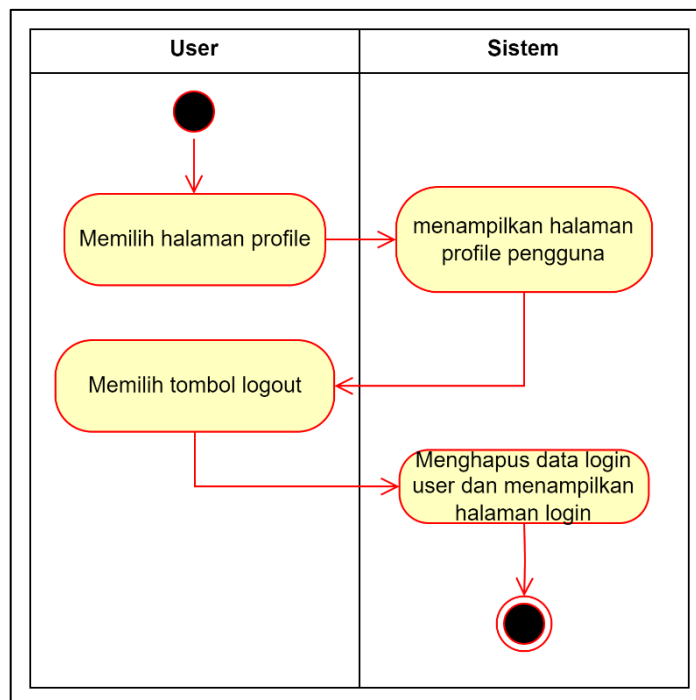 User
Sistem
Memilih halaman profile
menampilkan halaman
profile pengguna
Memilih tombol logout
Menghapus data login
user dan menampilkan
halaman login